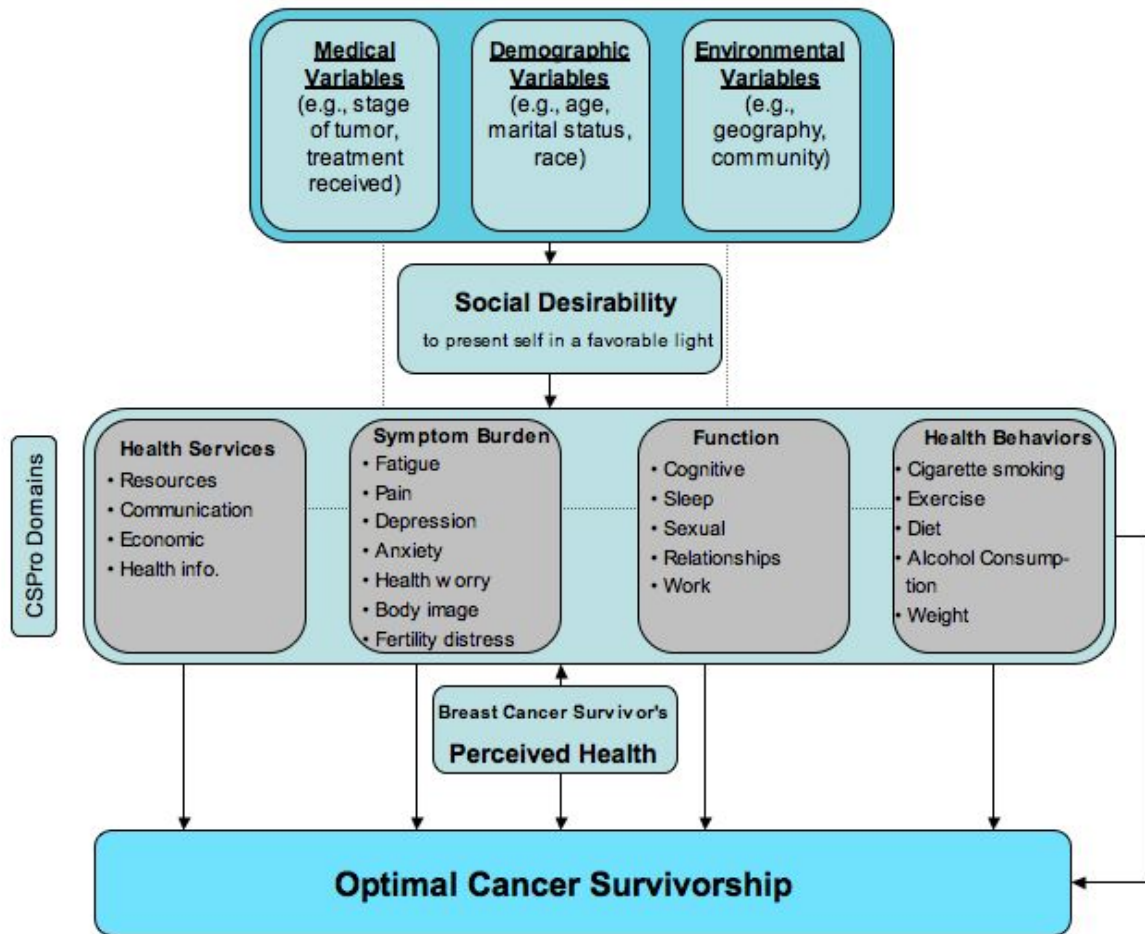 Medical
Variables
(e.g., stage
of tumor,
treatment
received)
Demographic
Variables
(e.g., age,
marital status,
race)
Environmental
Variables
(e.g.,
geography,
community)
Social Desirability
to present self in a favorable light
CSPro Domains
Health Services
• Resources
• Communication
• Economic
• Health info.
Symptom Burden
• Fatigue
• Pain
• Depression
• Anxiety
• Health worry
• Body image
• Fertility distress
Function
• Cognitive
• Sleep
• Sexual
• Relationships
• Work
Health Behaviors
• Cigarette smoking
• Exercise
• Diet
• Alcohol Consump-
tion
• Weight
Breast Cancer Survivor's
Perceived Health
Optimal Cancer Survivorship